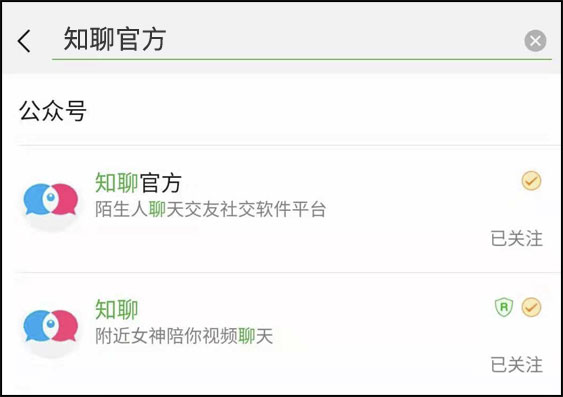 知聊官方
公众号
知聊官方
陌生人聊天交友社交软件平台
已关注
知聊
R
附近女神陪你视频聊天
已关注